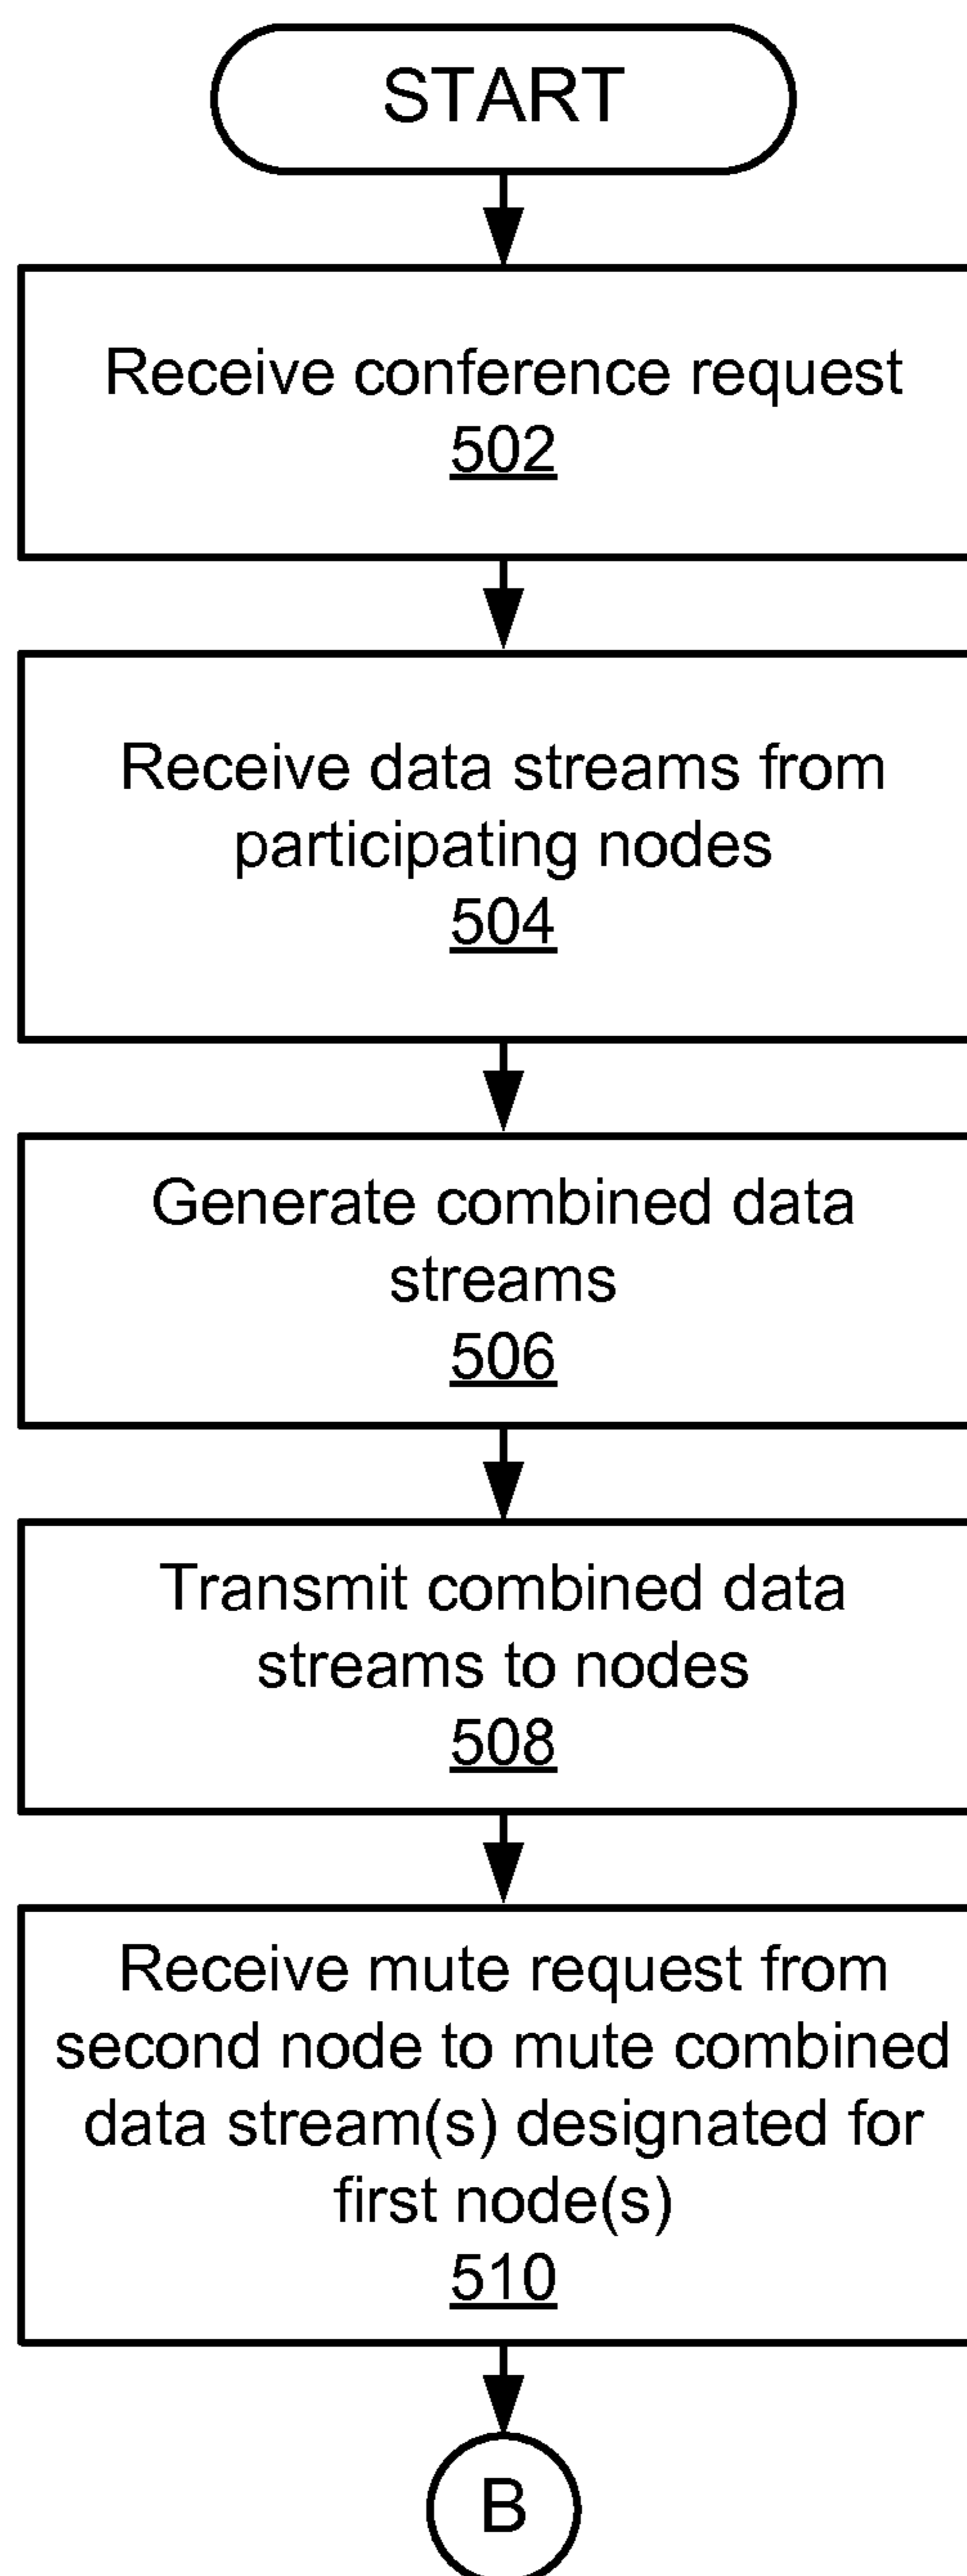 START
Receive conference request
502
Receive data streams from
participating nodes
504
Generate combined data
streams
506
Transmit combined data
streams to nodes
508
Receive mute request from
second node to mute combined
data stream(s) designated for
first node(s)
510
B